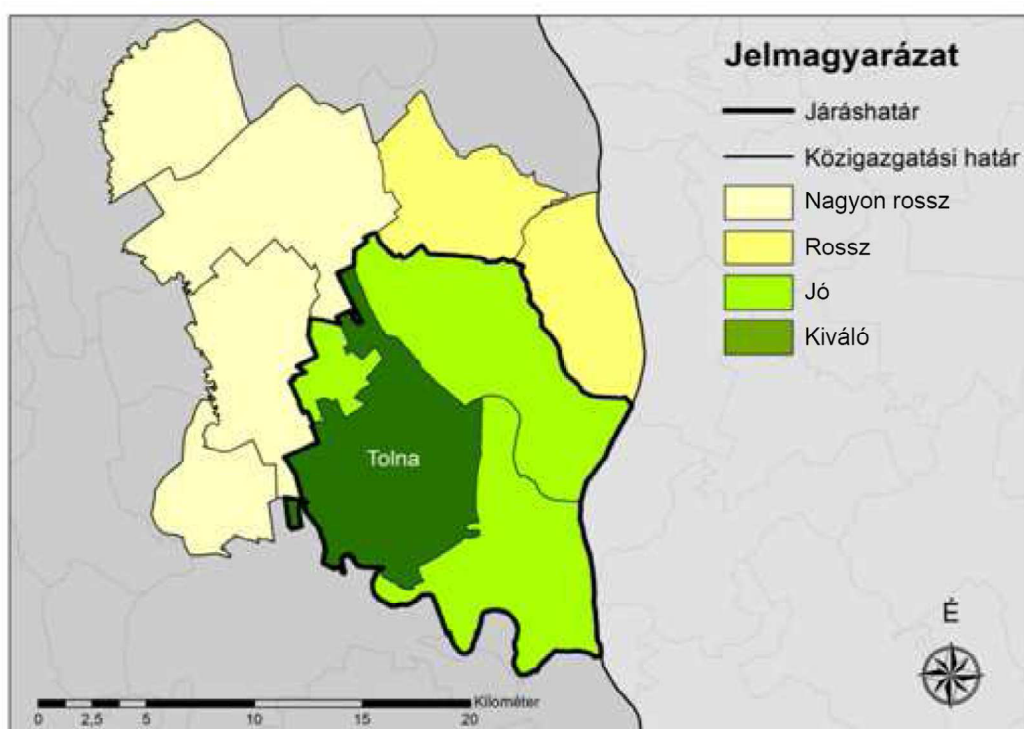 Jelmagyarázat
Járáshatár
Közigazgatási határ
Nagyon rossz
Rossz
Jó
Kiváló
Tolna
É
Kilométer
0 2,5 5 10 15 20